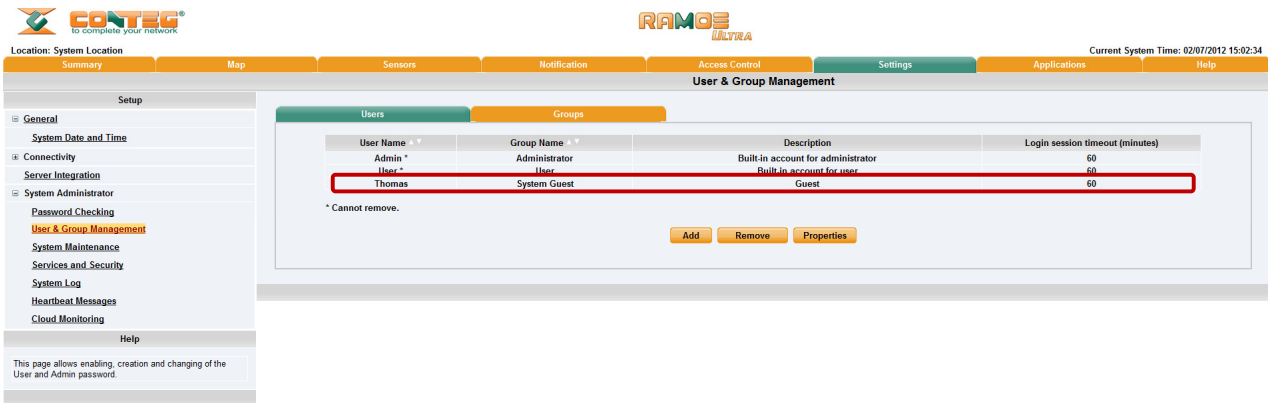 CONTEG®
to complete your network
RAMOS
ULTRA
Location: System Location
Current System Time: 02/07/2012 15:02:34
Summary Map Sensors Notification Access Control Settings Applications Help
User & Group Management
Setup
General
System Date and Time
Connectivity
Server Integration
System Administrator
Password Checking
User & Group Management
System Maintenance
Services and Security
System Log
Heartbeat Messages
Cloud Monitoring
Help
This page allows enabling, creation and changing of the
User and Admin password.
Users Groups
User Name Group Name Description Login session timeout (minutes)
Admin * Administrator Built-in account for administrator 60
User * User Built-in account for user 60
Thomas System Guest Guest 60
* Cannot remove.
Add Remove Properties